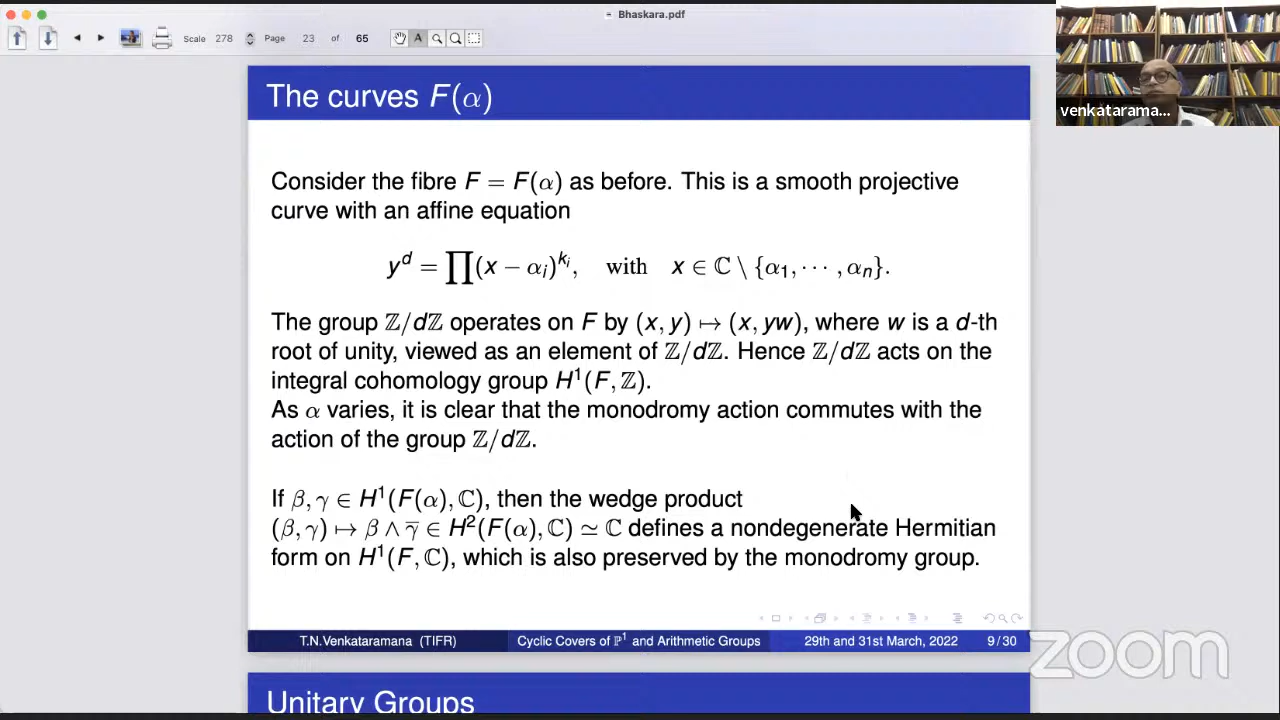 Bhaskara.pdf
Scale 278 Page 23 of 65
A
venkatarama...
The curves F(α)
Consider the fibre F = F(α) as before. This is a smooth projective
curve with an affine equation
y^d = ∏(x − α_i)^{k_i}, with x ∈ ℂ \ {α_1, ⋯ , α_n}.
The group ℤ/dℤ operates on F by (x, y) ↦ (x, yw), where w is a d-th
root of unity, viewed as an element of ℤ/dℤ. Hence ℤ/dℤ acts on the
integral cohomology group H^1(F, ℤ).
As α varies, it is clear that the monodromy action commutes with the
action of the group ℤ/dℤ.
If β, γ ∈ H^1(F(α), ℂ), then the wedge product
(β, γ) ↦ β ∧ γ̅ ∈ H^2(F(α), ℂ) ≃ ℂ defines a nondegenerate Hermitian
form on H^1(F, ℂ), which is also preserved by the monodromy group.
T.N.Venkataramana (TIFR) Cyclic Covers of ℙ^1 and Arithmetic Groups 29th and 31st March, 2022 9 / 30
zoom
Unitary Groups